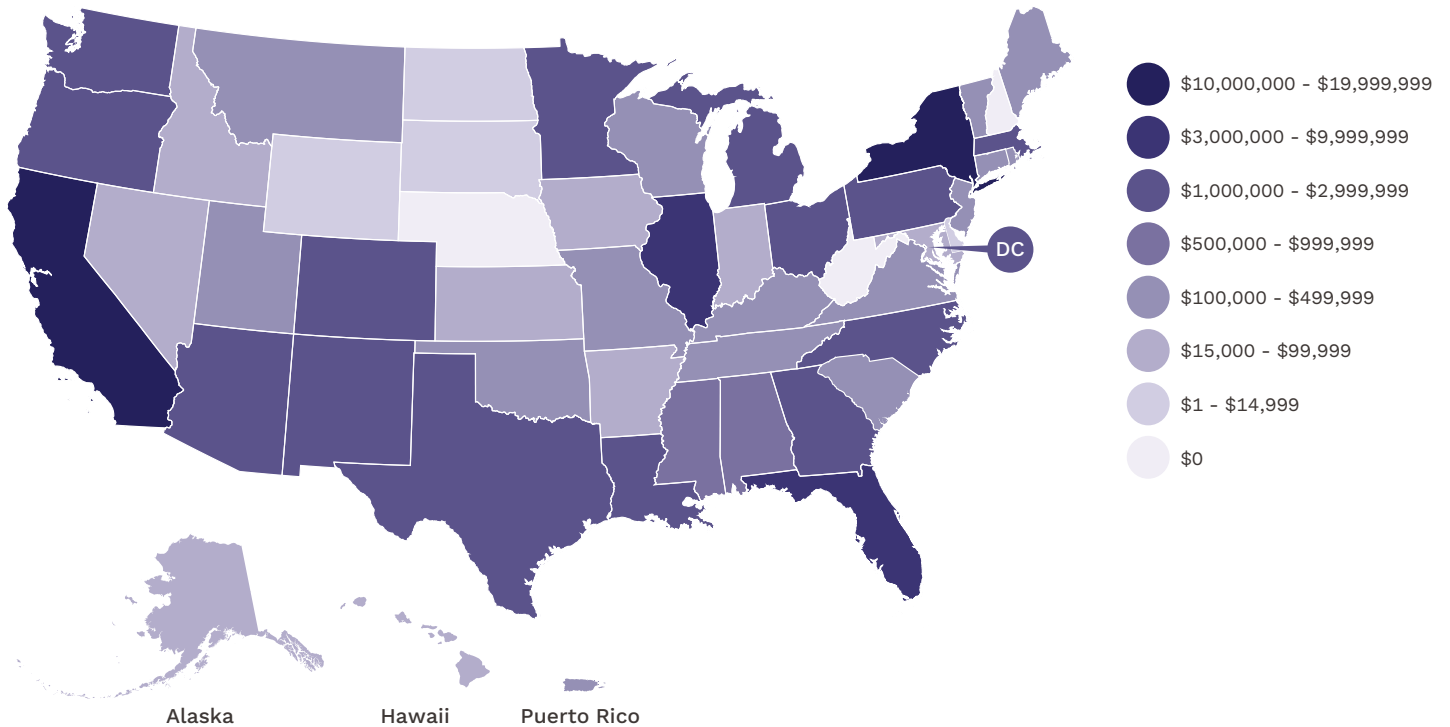 $10,000,000 - $19,999,999
$3,000,000 - $9,999,999
$1,000,000 - $2,999,999
DC
$500,000 - $999,999
$100,000 - $499,999
$15,000 - $99,999
$1 - $14,999
$0
Alaska
Hawaii
Puerto Rico